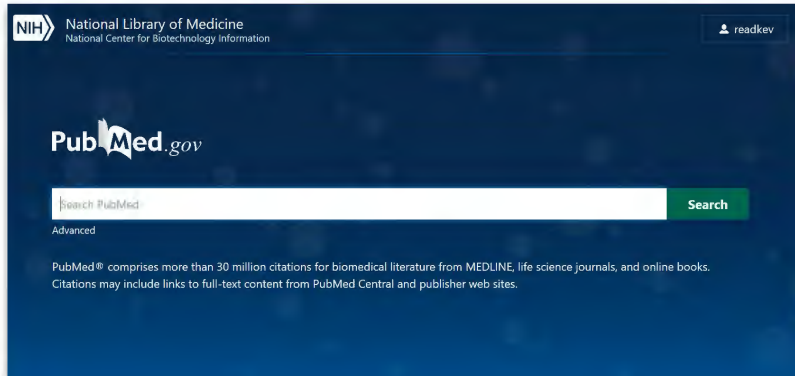 NIH
National Library of Medicine
National Center for Biotechnology Information
readkev
PubMed.gov
Search PubMed
Search
Advanced
PubMed® comprises more than 30 million citations for biomedical literature from MEDLINE, life science journals, and online books.
Citations may include links to full-text content from PubMed Central and publisher web sites.